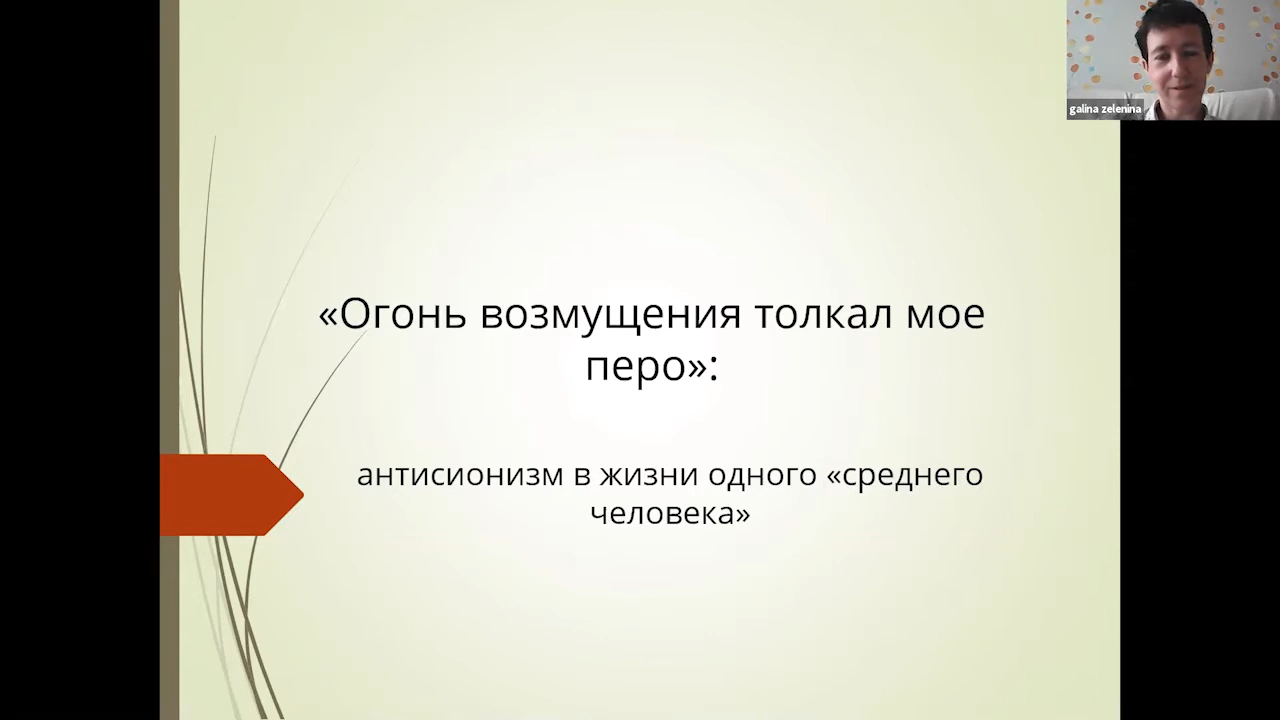 galina zelenina
«Огонь возмущения толкал мое
перо»:
антисионизм в жизни одного «среднего
человека»